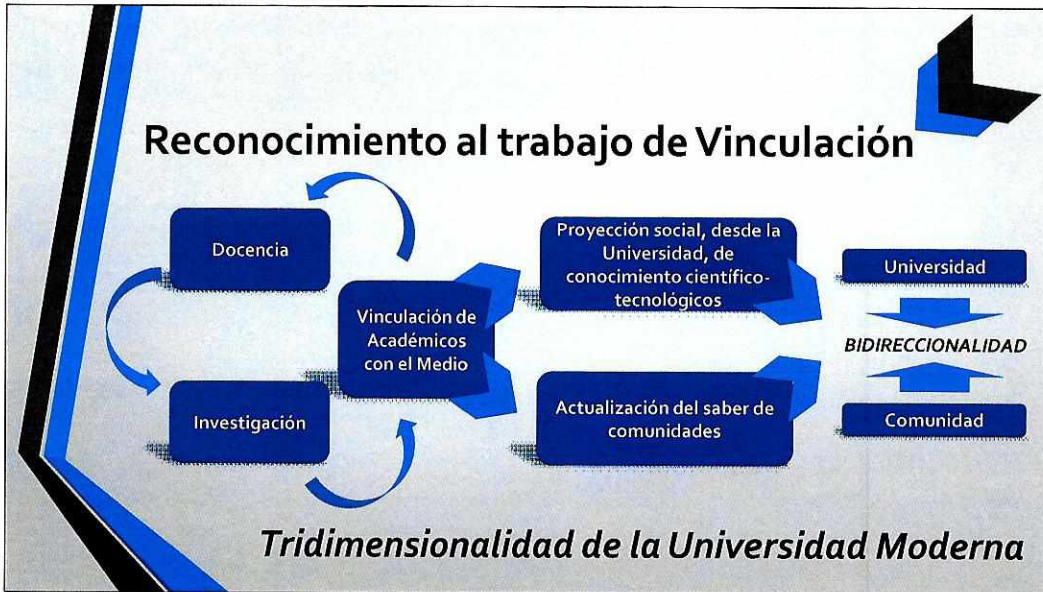 Reconocimiento al trabajo de Vinculación
Docencia
Investigación
Vinculación de
Académicos
con el Medio
Proyección social, desde la
Universidad, de
conocimiento científico-
tecnológicos
Actualización del saber de
comunidades
Universidad
BIDIRECCIONALIDAD
Comunidad
Tridimensionalidad de la Universidad Moderna